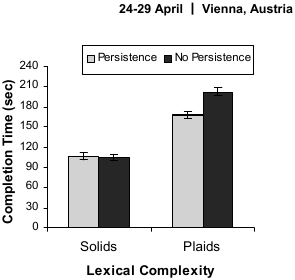 24-29 April | Vienna, Austria
Persistence No Persistence
Completion Time (sec)
240
210
180
150
120
90
60
30
0
Solids Plaids
Lexical Complexity